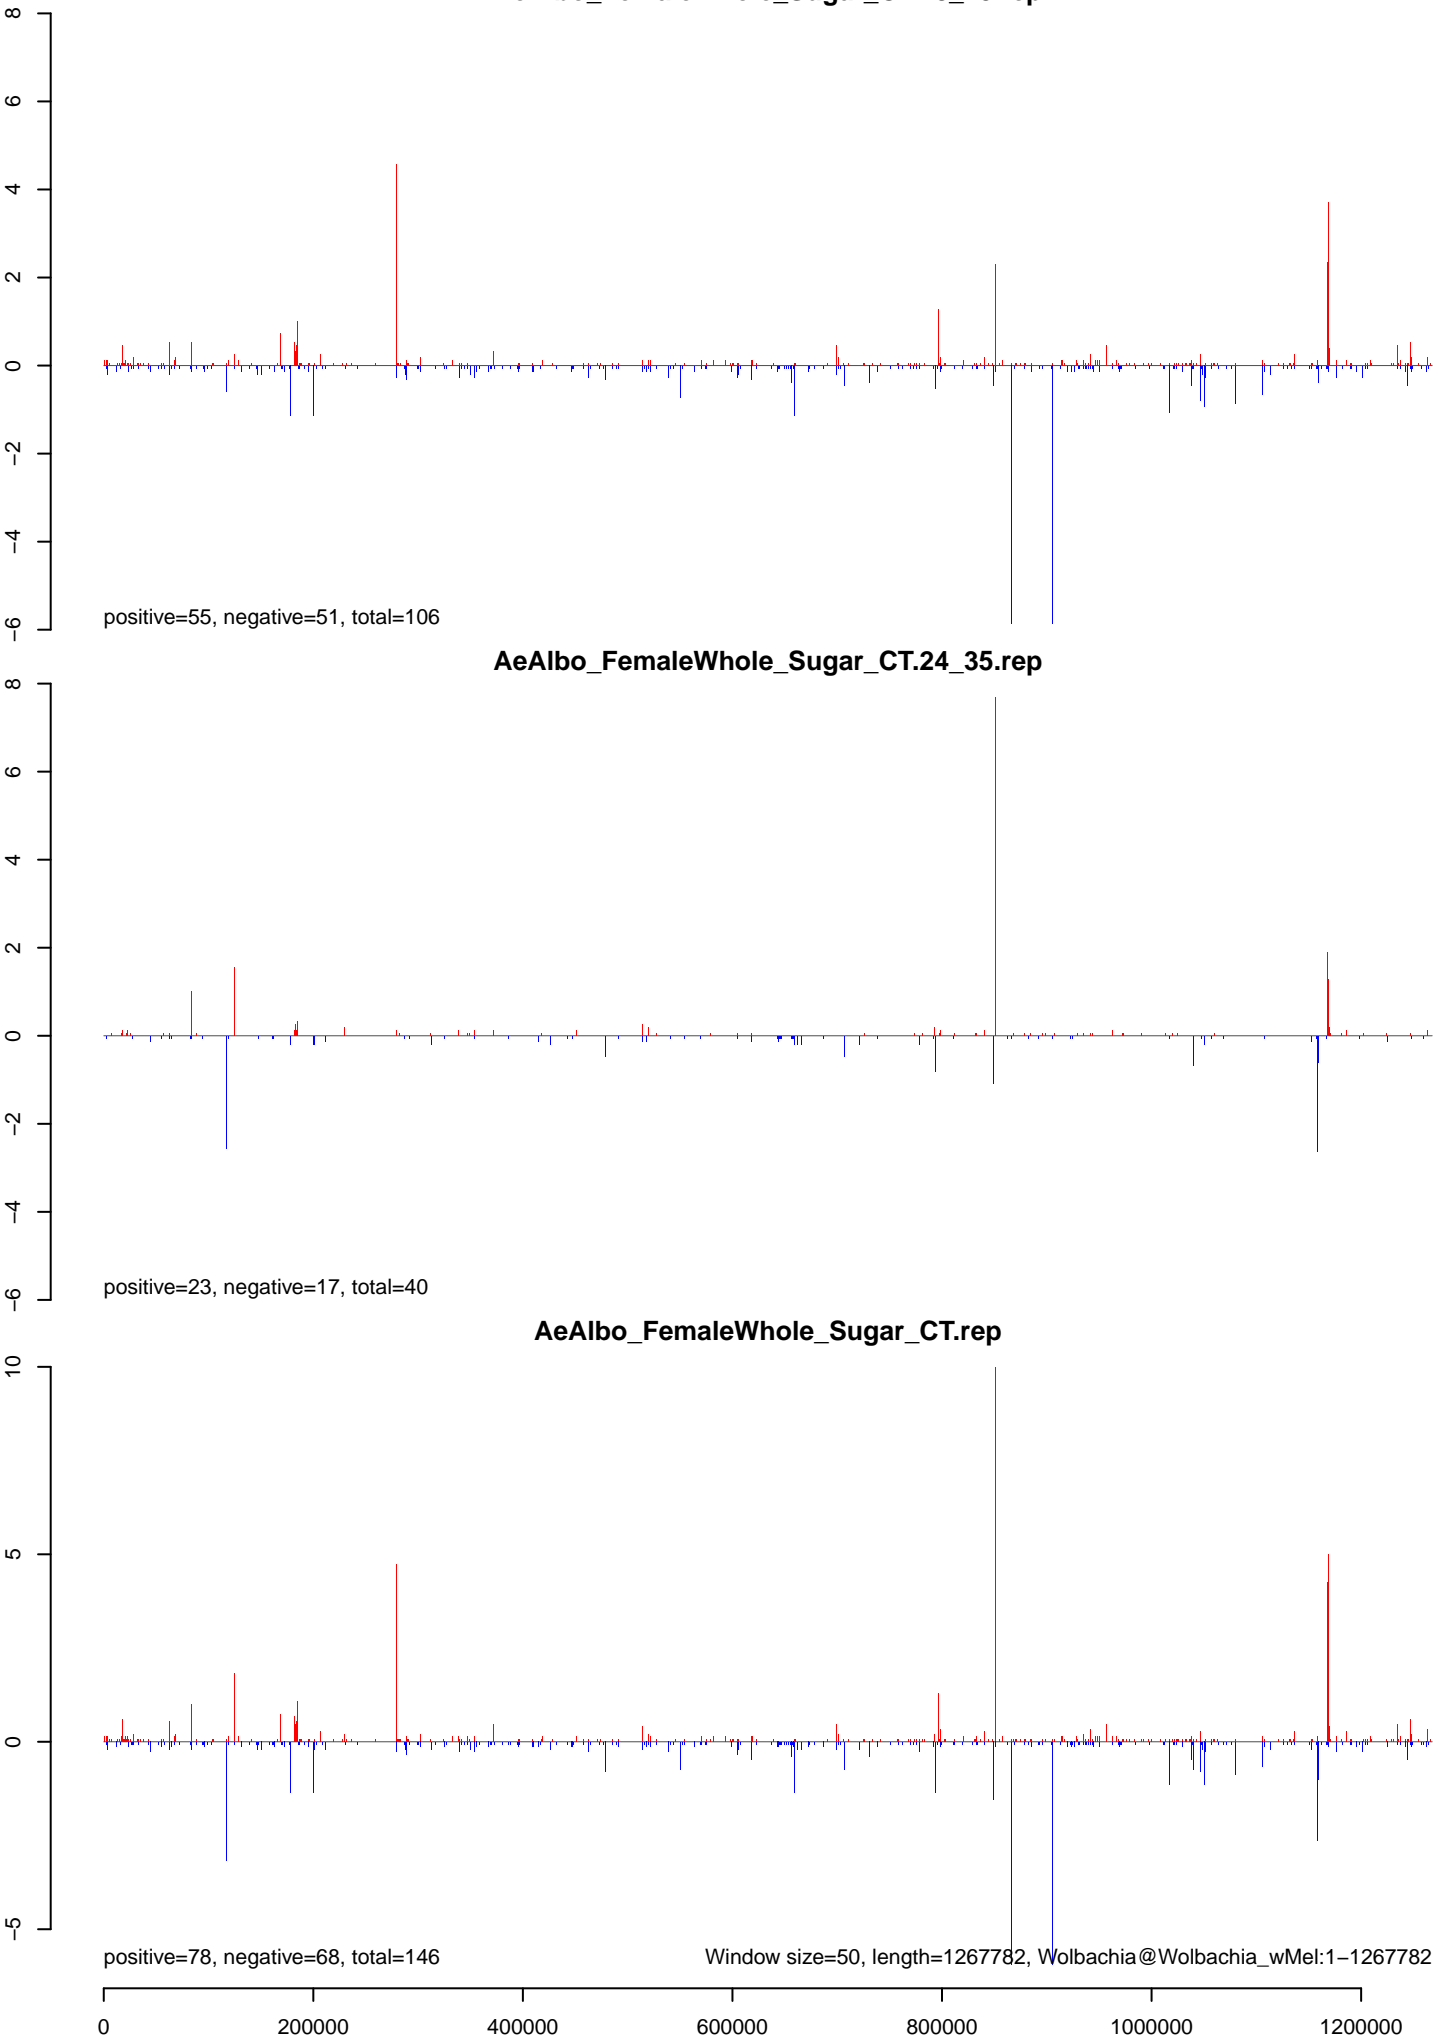 8
6
4
2
0
−2
−4
−6
positive=55, negative=51, total=106
AeAlbo_FemaleWhole_Sugar_CT.24_35.rep
8
6
4
2
0
−2
−4
−6
positive=23, negative=17, total=40
AeAlbo_FemaleWhole_Sugar_CT.rep
10
5
0
−5
positive=78, negative=68, total=146
Window size=50, length=1267782, Wolbachia@Wolbachia_wMel:1−1267782
0 200000 400000 600000 800000 1000000 1200000